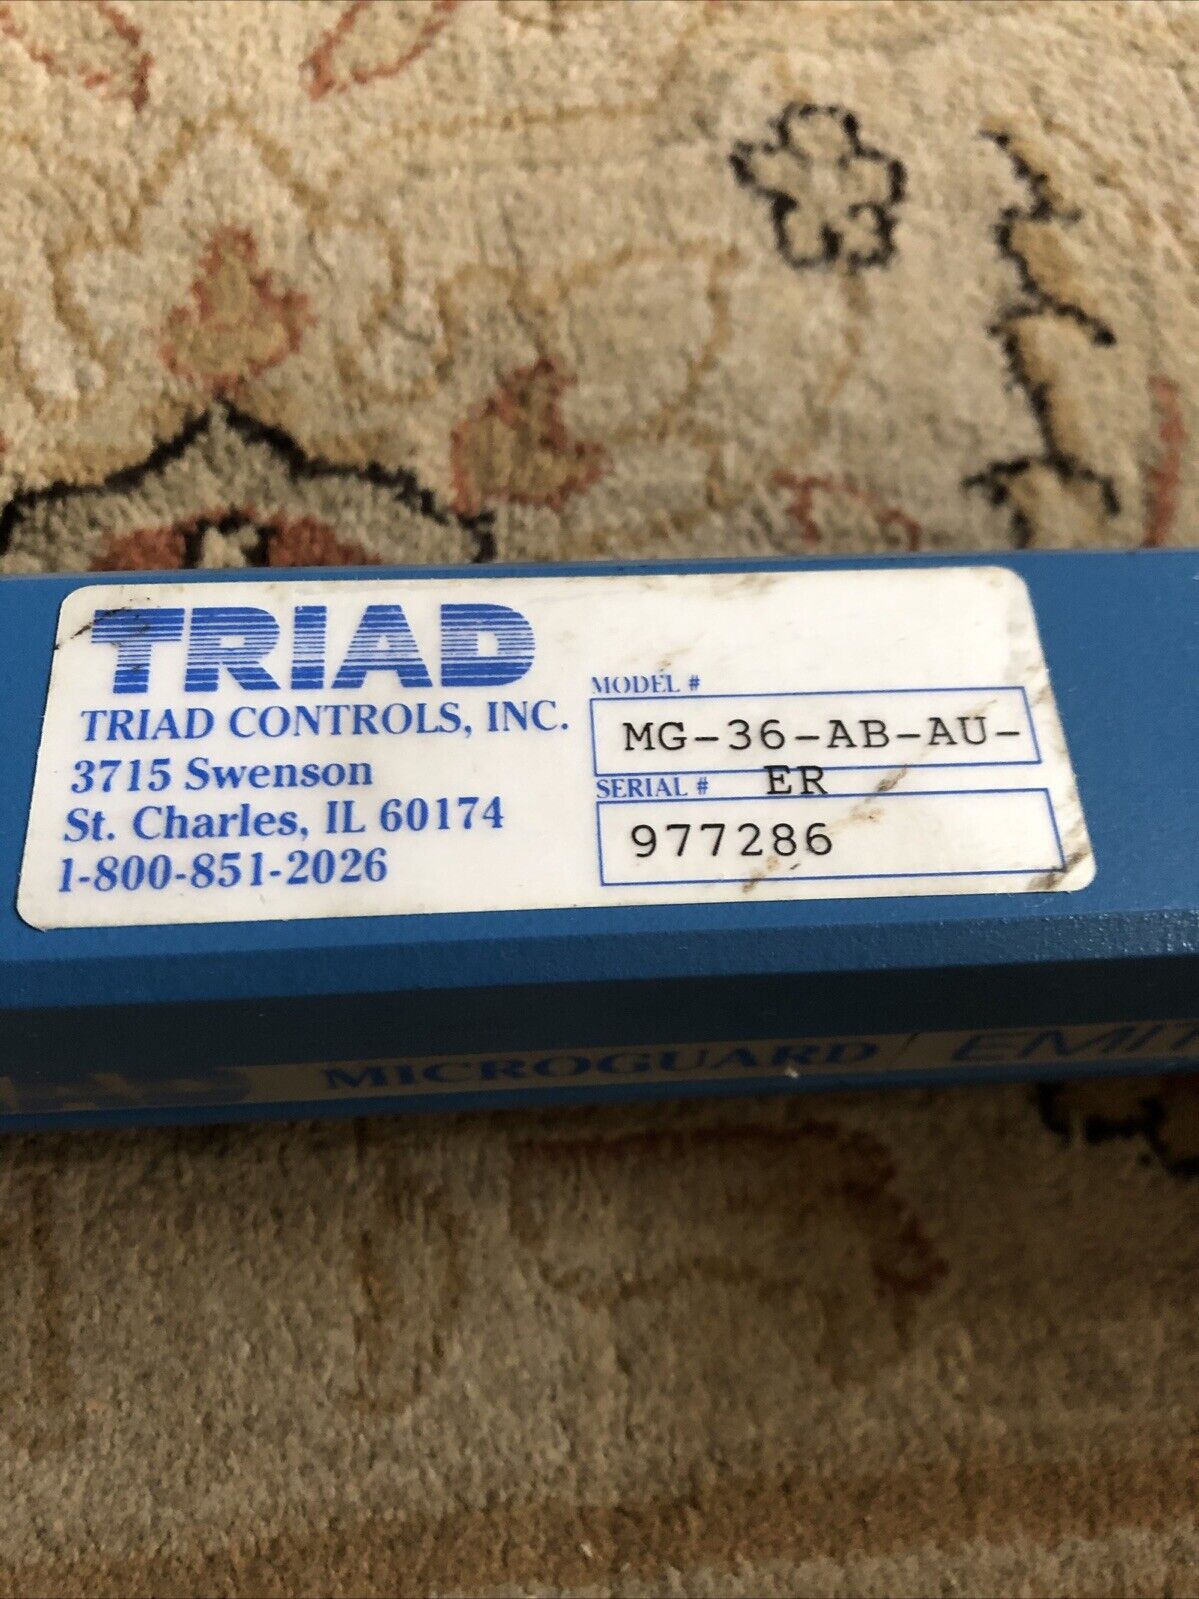 TRIAD
TRIAD CONTROLS, INC.
3715 Swenson
St. Charles, IL 60174
1-800-851-2026
MODEL #
MG-36-AB-AU-
ER
SERIAL #
977286
MICROGUARD EMIT